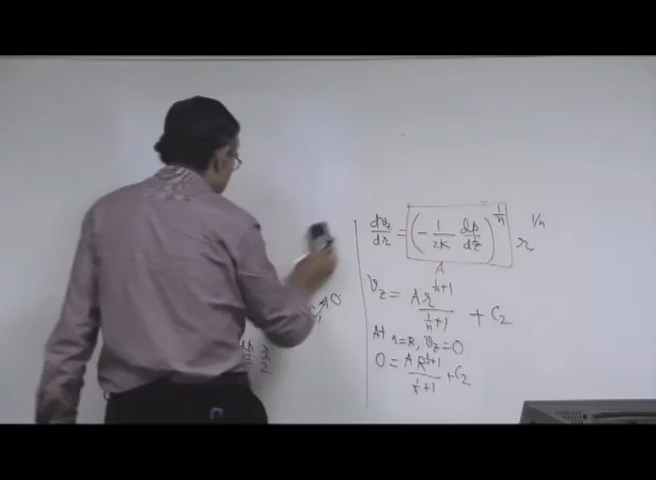 dv_z/dr = (-1/2K dp/dz)^{1/n} r^{1/n}
A
v_z = A r^{1/n+1}/(1/n+1) + C_2
At r=R, v_z=0
0 = A R^{1/n+1}/(1/n+1) + C_2
→ 0